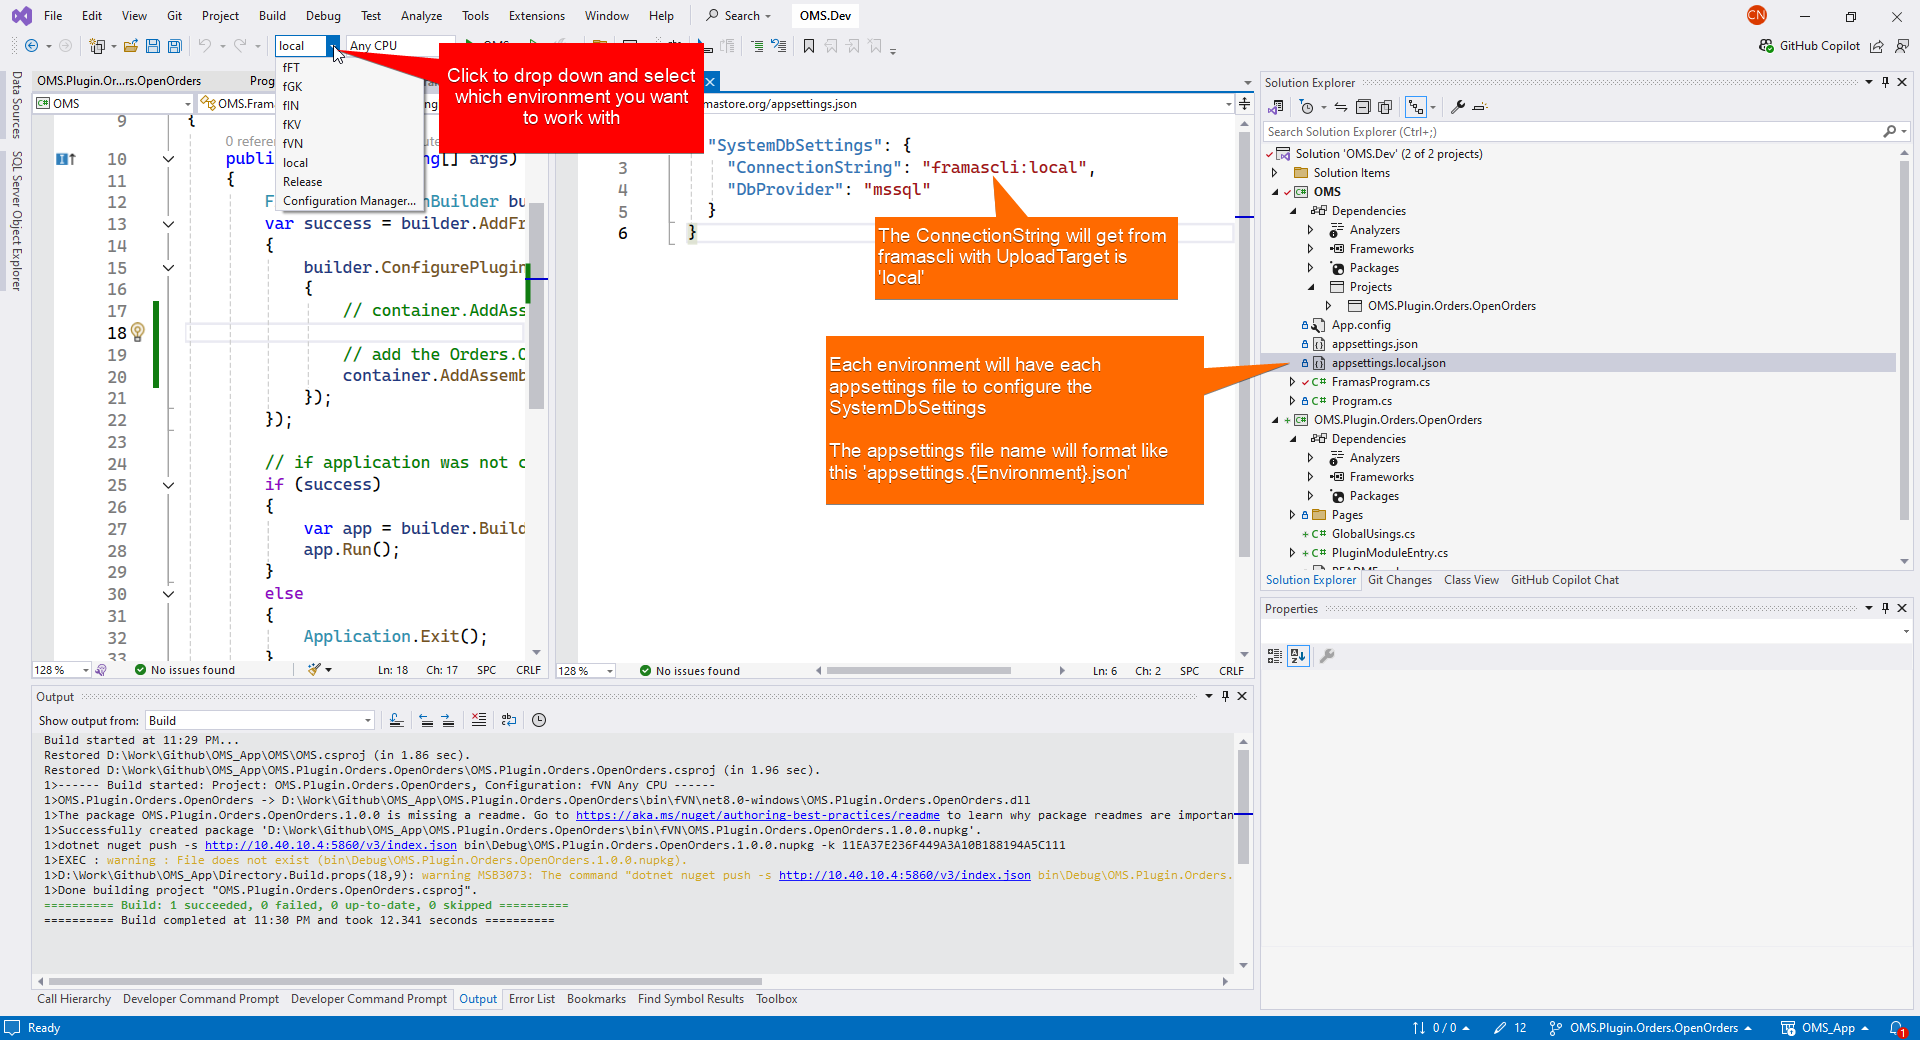 File Edit View Git Project Build Debug Test Analyze Tools Extensions Window Help Search OMS.Dev CN
local Any CPU GitHub Copilot
fFT
fGK
fIN
fKV
fVN
local
Release
Configuration Manager...
Click to drop down and select
which environment you want
to work with
Data Sources
SQL Server Object Explorer
OMS.Plugin.Or...rs.OpenOrders
OMS
mastore.org/appsettings.json
9 {
10
11 {
12
13 var success = builder.AddFr
14 {
15 builder.ConfigurePlugin
16 {
17 // container.AddAss
18
19 // add the Orders.O
20 container.AddAssemb
21 });
22 });
23
24 // if application was not c
25 if (success)
26 {
27 var app = builder.Build
28 app.Run();
29 }
30 else
31 {
32 Application.Exit();
33 }
128 % No issues found Ln: 18 Ch: 17 SPC CRLF
"SystemDbSettings": {
3 "ConnectionString": "framascli:local",
4 "DbProvider": "mssql"
5 }
6 }
The ConnectionString will get from
framascli with UploadTarget is
'local'
Each environment will have each
appsettings file to configure the
SystemDbSettings
The appsettings file name will format like
this 'appsettings.{Environment}.json'
128 % No issues found Ln: 6 Ch: 2 SPC CRLF
Solution Explorer
Search Solution Explorer (Ctrl+;)
Solution 'OMS.Dev' (2 of 2 projects)
Solution Items
OMS
Dependencies
Analyzers
Frameworks
Packages
Projects
OMS.Plugin.Orders.OpenOrders
App.config
appsettings.json
appsettings.local.json
C# FramasProgram.cs
C# Program.cs
OMS.Plugin.Orders.OpenOrders
Dependencies
Analyzers
Frameworks
Packages
Pages
C# GlobalUsings.cs
C# PluginModuleEntry.cs
Solution Explorer Git Changes Class View GitHub Copilot Chat
Properties
Output
Show output from: Build
Build started at 11:29 PM...
Restored D:\Work\Github\OMS_App\OMS\OMS.csproj (in 1.86 sec).
Restored D:\Work\Github\OMS_App\OMS.Plugin.Orders.OpenOrders\OMS.Plugin.Orders.OpenOrders.csproj (in 1.96 sec).
1>------ Build started: Project: OMS.Plugin.Orders.OpenOrders, Configuration: fVN Any CPU ------
1>OMS.Plugin.Orders.OpenOrders -> D:\Work\Github\OMS_App\OMS.Plugin.Orders.OpenOrders\bin\fVN\net8.0-windows\OMS.Plugin.Orders.OpenOrders.dll
1>The package OMS.Plugin.Orders.OpenOrders.1.0.0 is missing a readme. Go to https://aka.ms/nuget/authoring-best-practices/readme to learn why package readmes are importan
1>Successfully created package 'D:\Work\Github\OMS_App\OMS.Plugin.Orders.OpenOrders\bin\fVN\OMS.Plugin.Orders.OpenOrders.1.0.0.nupkg'.
1>dotnet nuget push -s http://10.40.10.4:5860/v3/index.json bin\Debug\OMS.Plugin.Orders.OpenOrders.1.0.0.nupkg -k 11EA37E236F449A3A10B188194A5C111
1>EXEC : warning : File does not exist (bin\Debug\OMS.Plugin.Orders.OpenOrders.1.0.0.nupkg).
1>D:\Work\Github\OMS_App\Directory.Build.props(18,9): warning MSB3073: The command "dotnet nuget push -s http://10.40.10.4:5860/v3/index.json bin\Debug\OMS.Plugin.Orders.
1>Done building project "OMS.Plugin.Orders.OpenOrders.csproj".
========== Build: 1 succeeded, 0 failed, 0 up-to-date, 0 skipped ==========
========== Build completed at 11:30 PM and took 12.341 seconds ==========
Call Hierarchy Developer Command Prompt Developer Command Prompt Output Error List Bookmarks Find Symbol Results Toolbox
Ready 0 / 0 12 OMS.Plugin.Orders.OpenOrders OMS_App 1